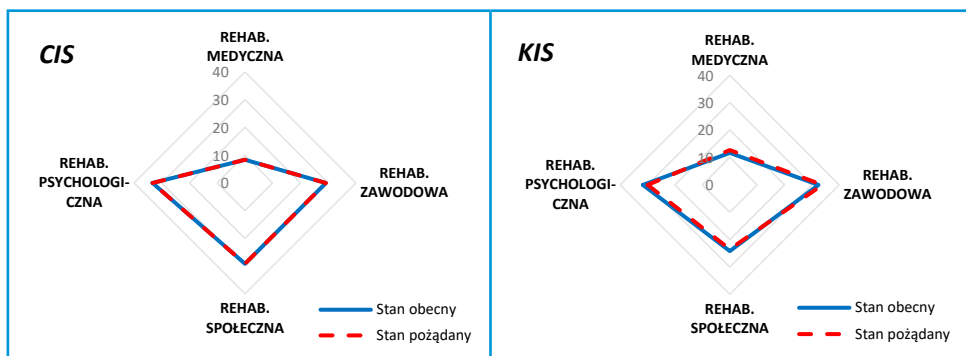 CIS
REHAB.
MEDYCZNA
40
30
20
10
0
REHAB.
PSYCHOLOGI-
CZNA
REHAB.
ZAWODOWA
REHAB.
SPOŁECZNA
Stan obecny
Stan pożądany
KIS
REHAB.
MEDYCZNA
40
30
20
10
0
REHAB.
PSYCHOLOGI-
CZNA
REHAB.
ZAWODOWA
REHAB.
SPOŁECZNA
Stan obecny
Stan pożądany